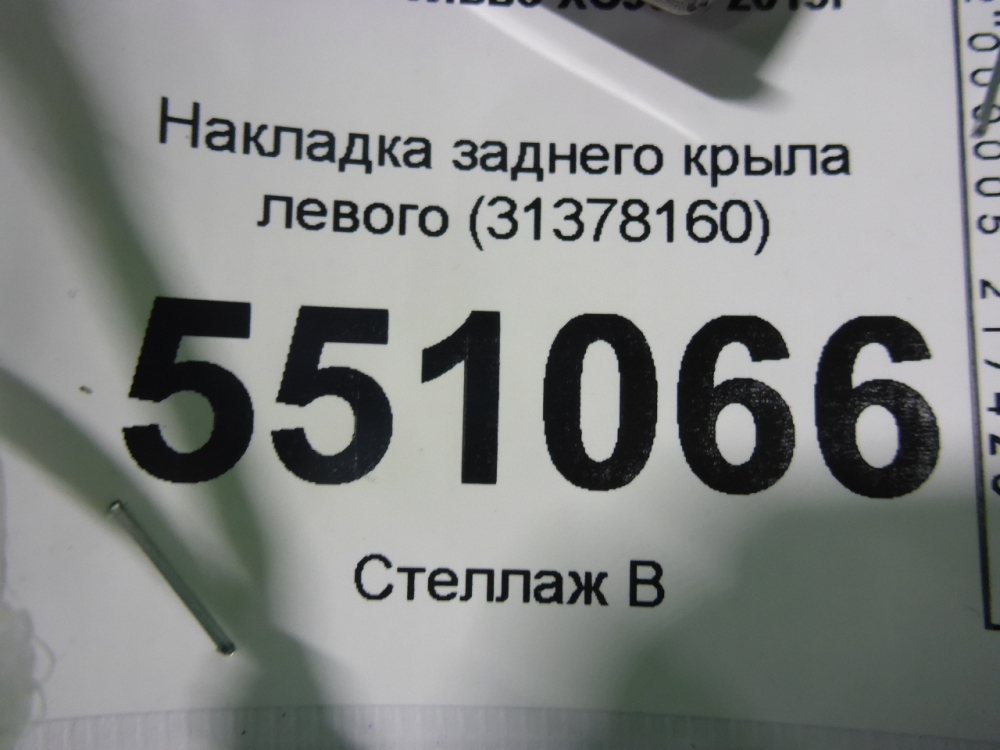 Накладка заднего крыла
левого (31378160)
551066
Стеллаж В